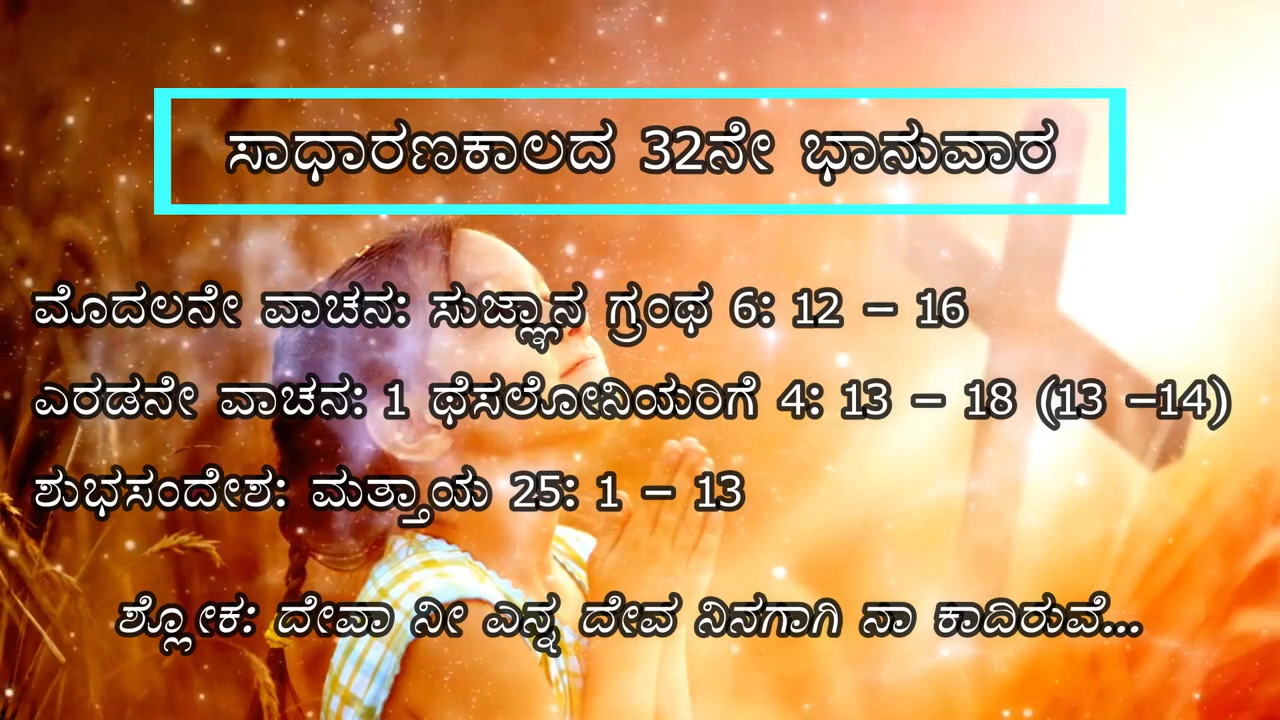 ಸಾಧಾರಣಕಾಲದ 32ನೇ ಭಾನುವಾರ
ಮೊದಲನೇ ವಾಚನ: ಸುಜ್ಞಾನ ಗ್ರಂಥ 6: 12 – 16
ಎರಡನೇ ವಾಚನ: 1 ಥೆಸಲೋನಿಯರಿಗೆ 4: 13 – 18 (13 –14)
ಶುಭಸಂದೇಶ: ಮತ್ತಾಯ 25: 1 – 13
ಶ್ಲೋಕ: ದೇವಾ ನೀ ಎನ್ನ ದೇವ ನಿನಗಾಗಿ ನಾ ಕಾದಿರುವೆ...